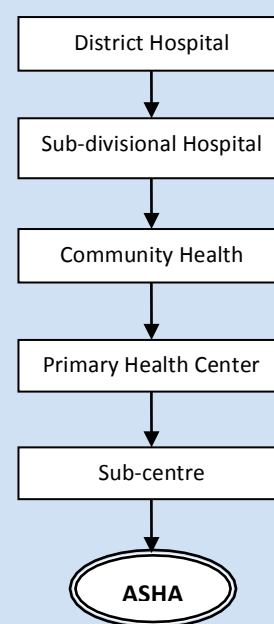 District Hospital
Sub-divisional Hospital
Community Health
Primary Health Center
Sub-centre
ASHA